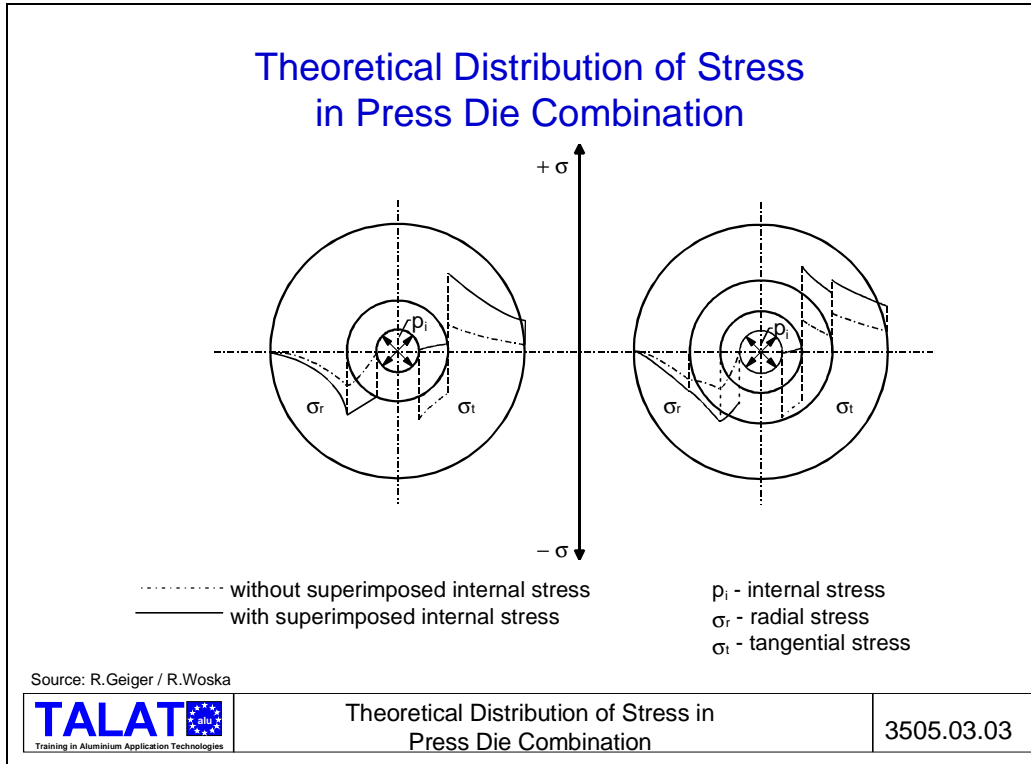 Theoretical Distribution of Stress
in Press Die Combination
+ σ
pi
pi
σr
σt
σr
σt
− σ
without superimposed internal stress
with superimposed internal stress
pi - internal stress
σr - radial stress
σt - tangential stress
Source: R.Geiger / R.Woska
TALAT
alu
Training in Aluminium Application Technologies
Theoretical Distribution of Stress in
Press Die Combination
3505.03.03